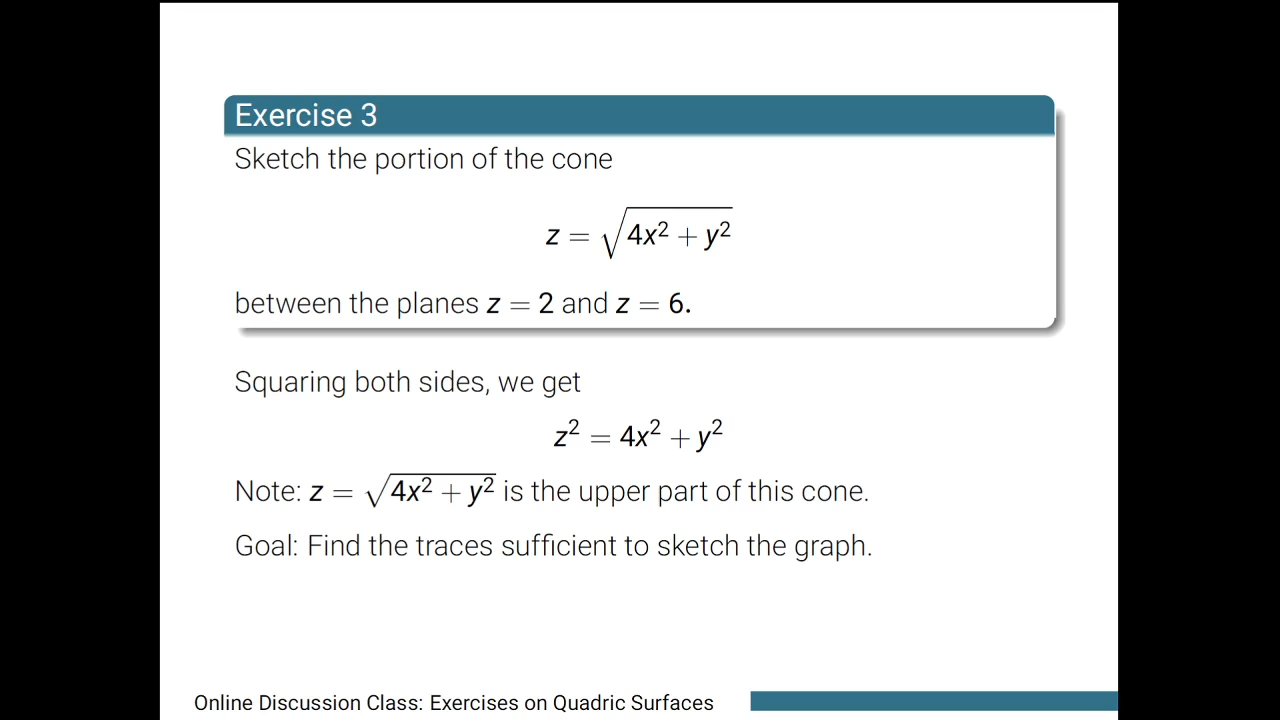 Exercise 3
Sketch the portion of the cone
z = √(4x² + y²)
between the planes z = 2 and z = 6.
Squaring both sides, we get
z² = 4x² + y²
Note: z = √(4x² + y²) is the upper part of this cone.
Goal: Find the traces sufficient to sketch the graph.
Online Discussion Class: Exercises on Quadric Surfaces